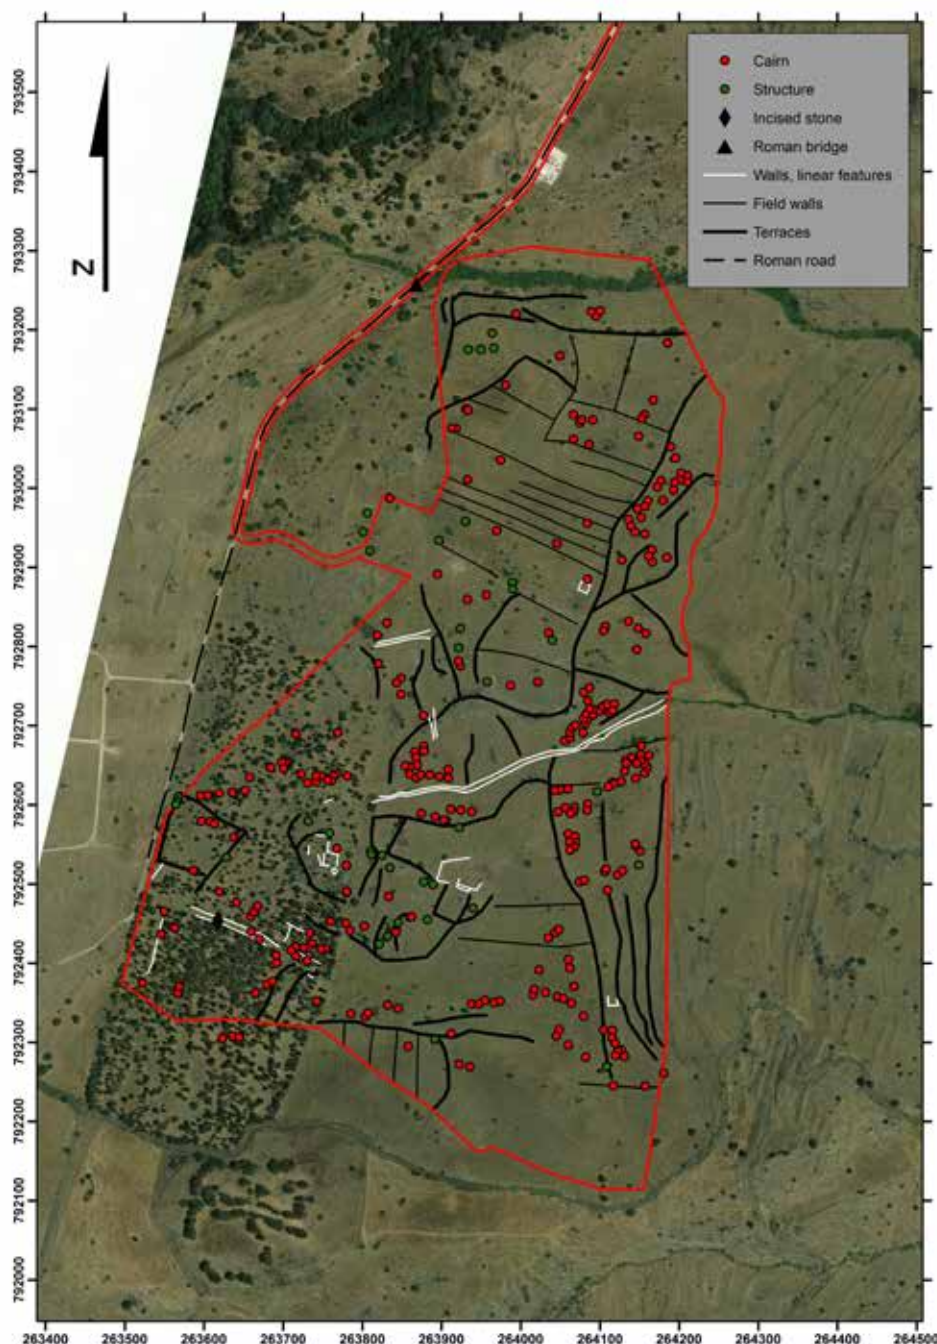 Cairn
Structure
Incised stone
Roman bridge
Walls, linear features
Field walls
Terraces
Roman road
N
793500
793400
793300
793200
793100
793000
792900
792800
792700
792600
792500
792400
792300
792200
792100
792000
263400 263500 263600 263700 263800 263900 264000 264100 264200 264300 264400 264500